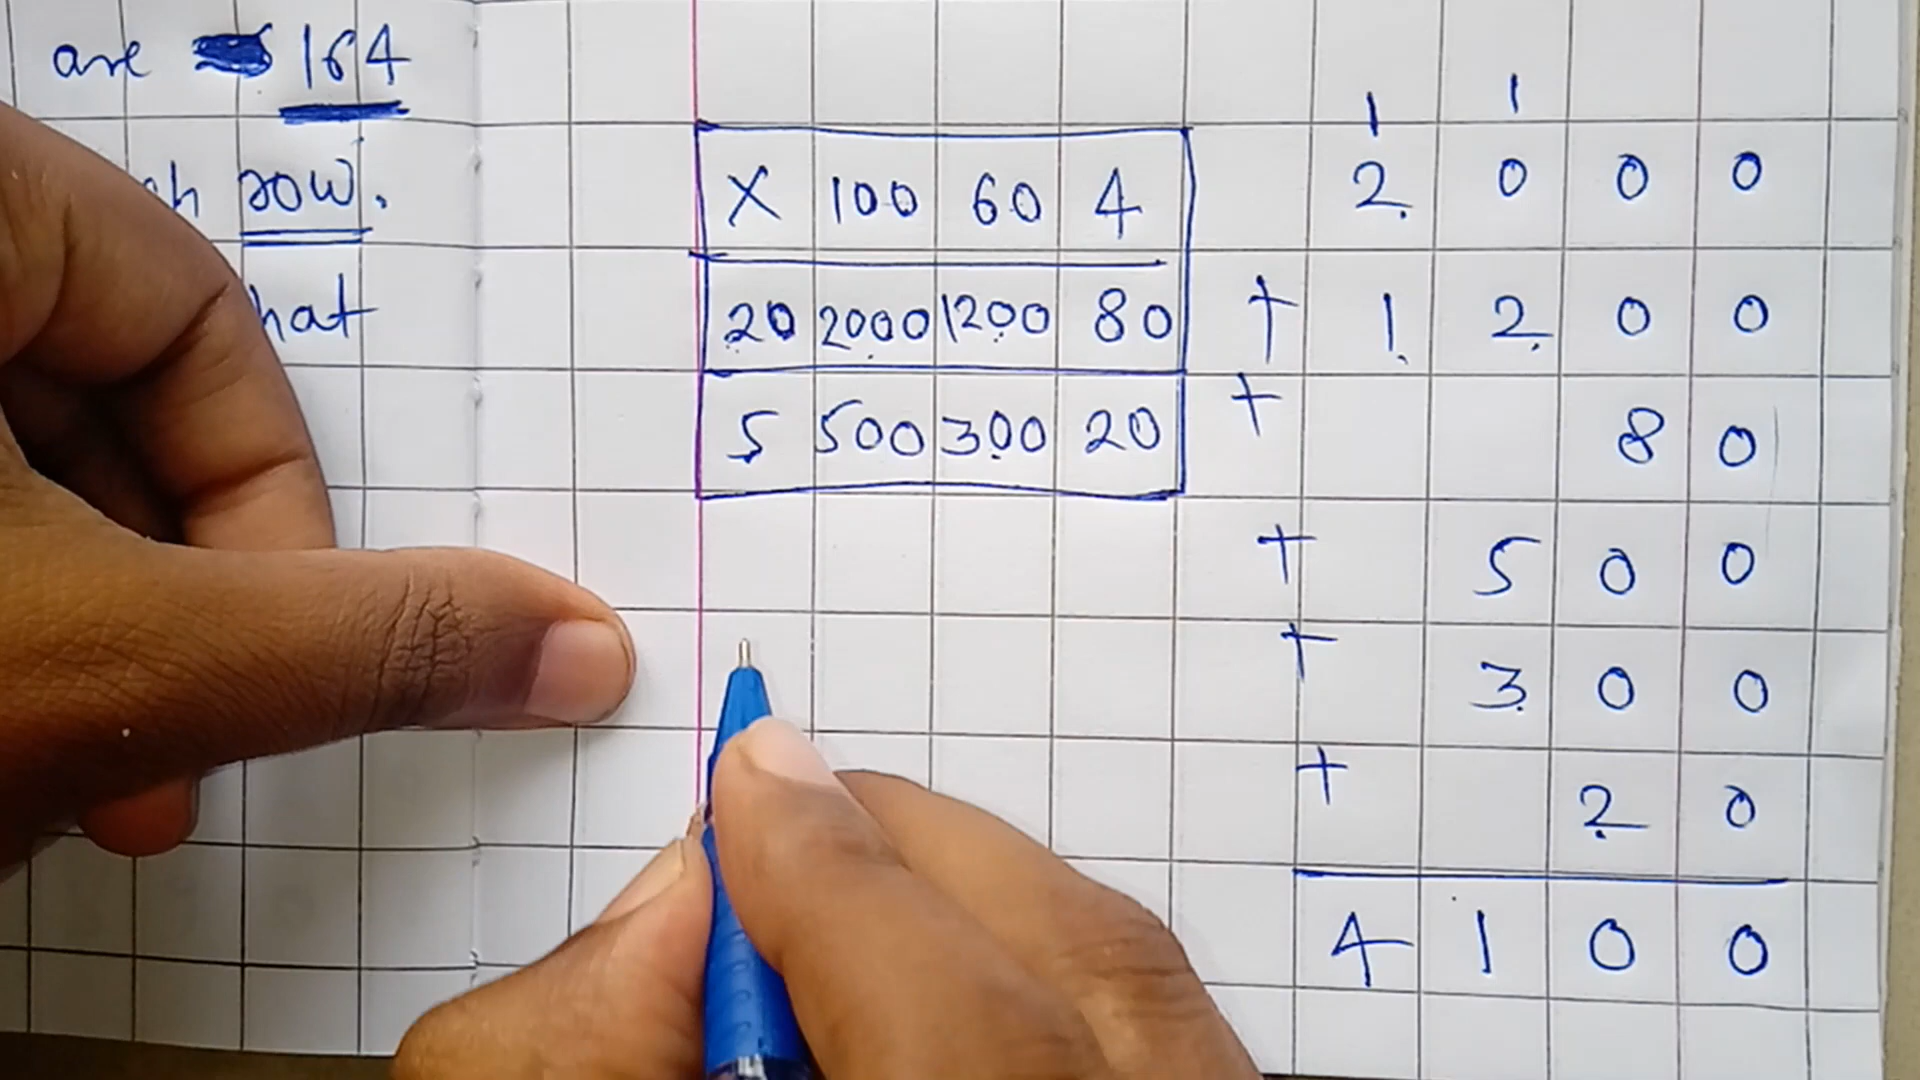 are 164
row.
hat
X 100 60 4
20 2000 1200 80
5 500 300 20
1 1
2 0 0 0
+ 1 2 0 0
+ 8 0
+ 5 0 0
+ 3 0 0
+ 2 0
4 1 0 0